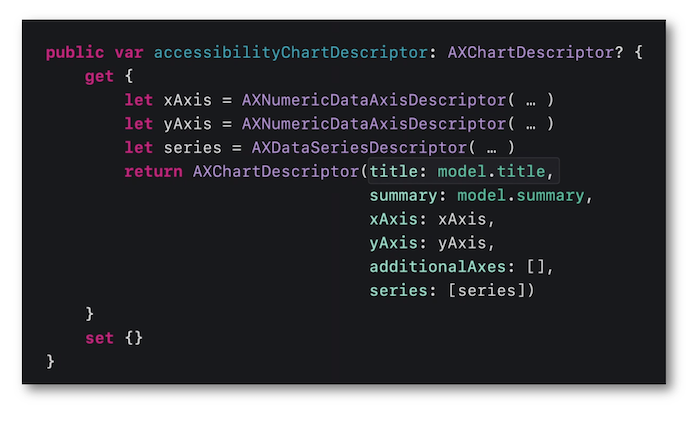 public var accessibilityChartDescriptor: AXChartDescriptor? {
    get {
        let xAxis = AXNumericDataAxisDescriptor( … )
        let yAxis = AXNumericDataAxisDescriptor( … )
        let series = AXDataSeriesDescriptor( … )
        return AXChartDescriptor(title: model.title,
                                 summary: model.summary,
                                 xAxis: xAxis,
                                 yAxis: yAxis,
                                 additionalAxes: [],
                                 series: [series])
    }
    set {}
}